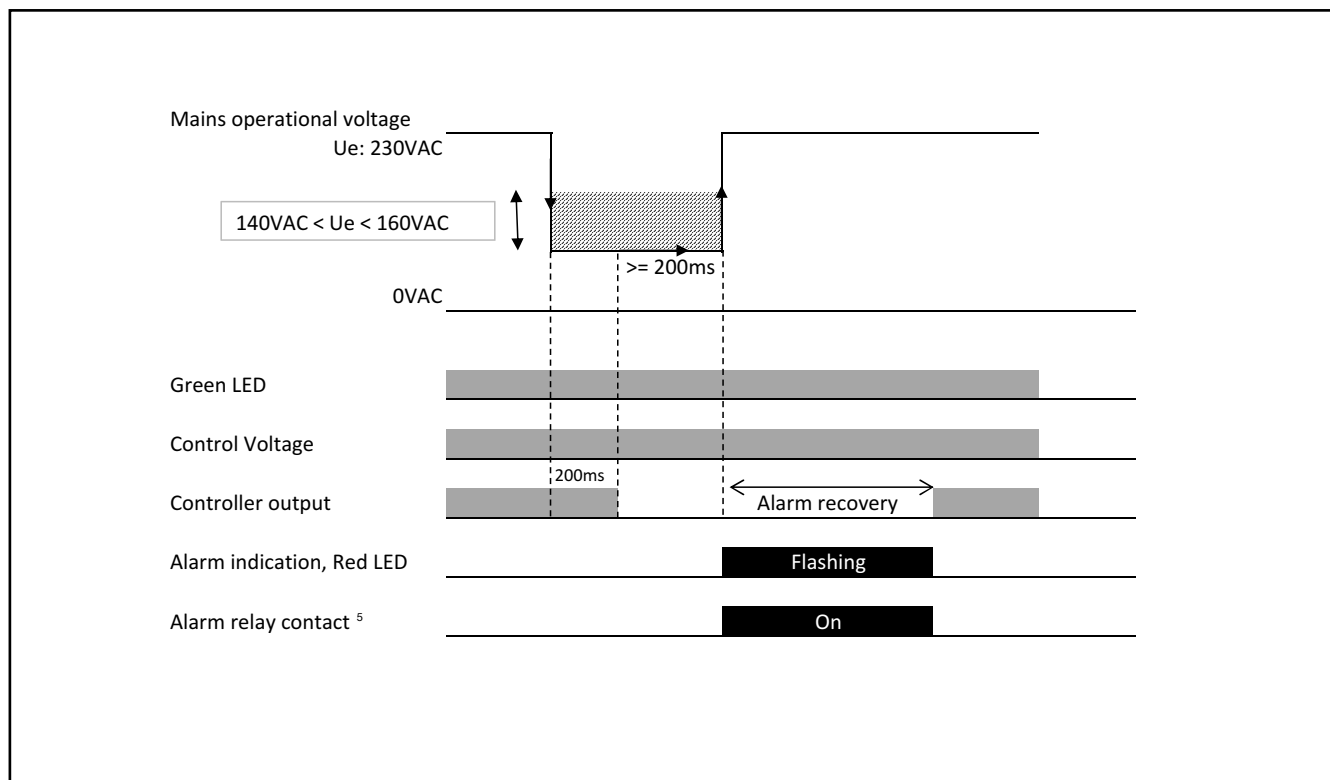 Mains operational voltage
Ue: 230VAC
140VAC < Ue < 160VAC
>= 200ms
0VAC
Green LED
Control Voltage
200ms
Controller output
Alarm recovery
Alarm indication, Red LED
Flashing
Alarm relay contact ⁵
On